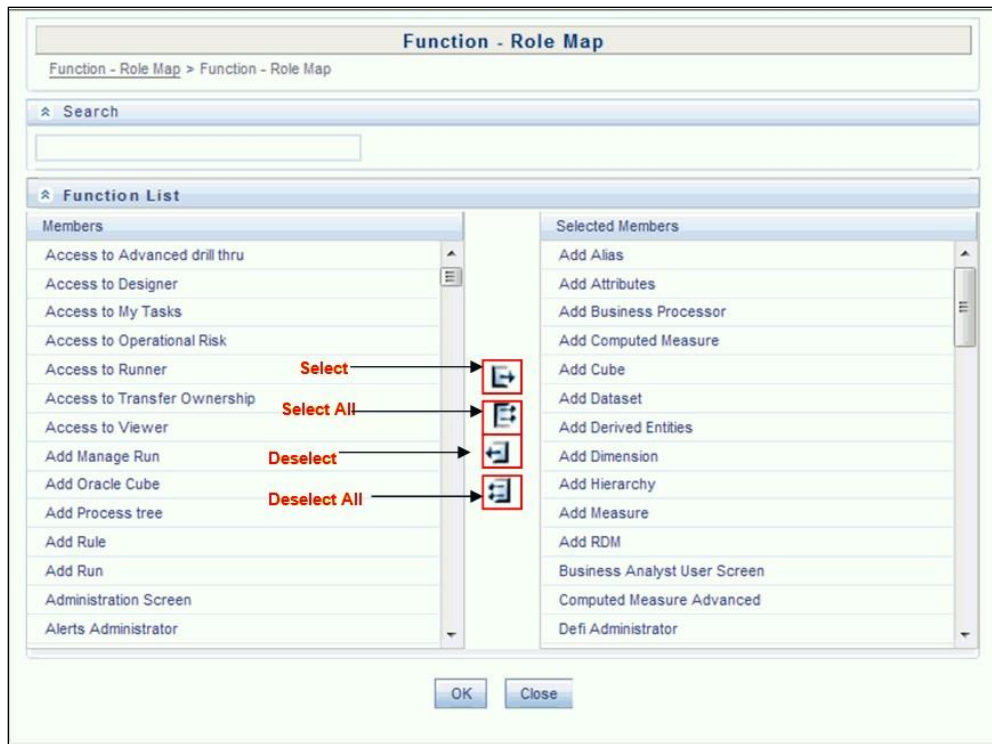 Function - Role Map
Function - Role Map > Function - Role Map
Search
Function List
Members
Access to Advanced drill thru
Access to Designer
Access to My Tasks
Access to Operational Risk
Access to Runner
Access to Transfer Ownership
Access to Viewer
Add Manage Run
Add Oracle Cube
Add Process tree
Add Rule
Add Run
Administration Screen
Alerts Administrator
Select
Select All
Deselect
Deselect All
Selected Members
Add Alias
Add Attributes
Add Business Processor
Add Computed Measure
Add Cube
Add Dataset
Add Derived Entities
Add Dimension
Add Hierarchy
Add Measure
Add RDM
Business Analyst User Screen
Computed Measure Advanced
Defi Administrator
OK
Close